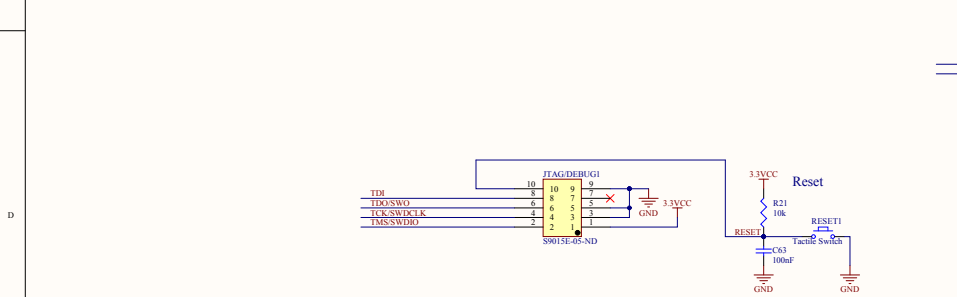 JTAG/DEBUG1
10 10 9 9
TDI 8 8 7 7
TDO/SWO 6 6 5 5
TCK/SWDCLK 4 4 3 3
TMS/SWDIO 2 2 1 1
S9015E-05-ND
GND
3.3VCC
3.3VCC
Reset
R21
10k
RESET
RESET1
Tactile Switch
C63
100nF
GND
GND
D